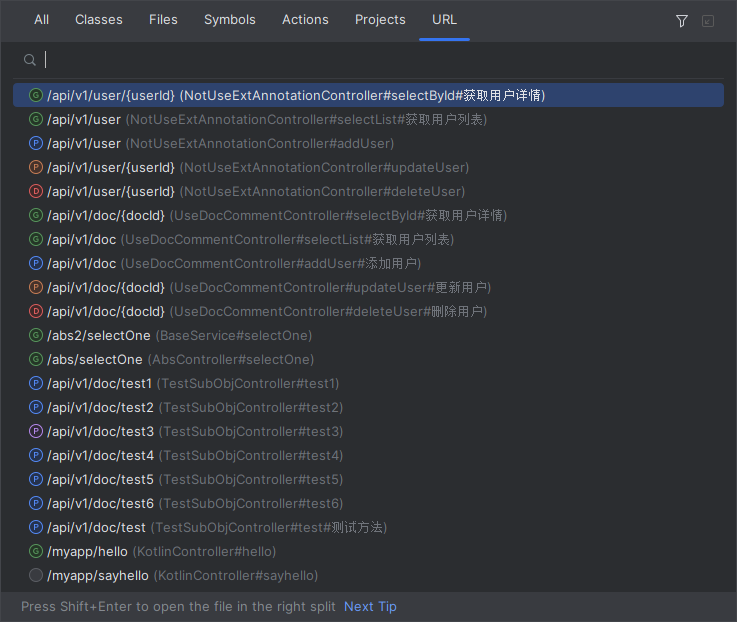 All Classes Files Symbols Actions Projects URL
G /api/v1/user/{userId} (NotUseExtAnnotationController#selectById#获取用户详情)
G /api/v1/user (NotUseExtAnnotationController#selectList#获取用户列表)
P /api/v1/user (NotUseExtAnnotationController#addUser)
P /api/v1/user/{userId} (NotUseExtAnnotationController#updateUser)
D /api/v1/user/{userId} (NotUseExtAnnotationController#deleteUser)
G /api/v1/doc/{docId} (UseDocCommentController#selectById#获取用户详情)
G /api/v1/doc (UseDocCommentController#selectList#获取用户列表)
P /api/v1/doc (UseDocCommentController#addUser#添加用户)
P /api/v1/doc/{docId} (UseDocCommentController#updateUser#更新用户)
D /api/v1/doc/{docId} (UseDocCommentController#deleteUser#删除用户)
G /abs2/selectOne (BaseService#selectOne)
G /abs/selectOne (AbsController#selectOne)
P /api/v1/doc/test1 (TestSubObjController#test1)
P /api/v1/doc/test2 (TestSubObjController#test2)
P /api/v1/doc/test3 (TestSubObjController#test3)
P /api/v1/doc/test4 (TestSubObjController#test4)
P /api/v1/doc/test5 (TestSubObjController#test5)
P /api/v1/doc/test6 (TestSubObjController#test6)
P /api/v1/doc/test (TestSubObjController#test#测试方法)
G /myapp/hello (KotlinController#hello)
/myapp/sayhello (KotlinController#sayhello)
Press Shift+Enter to open the file in the right split Next Tip